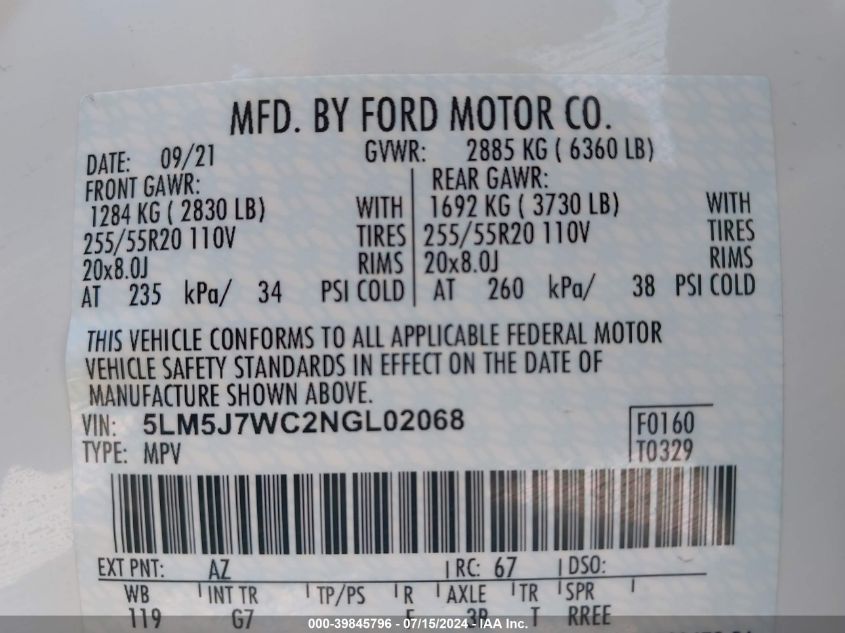 MFD. BY FORD MOTOR CO.
DATE: 09/21 GVWR: 2885 KG ( 6360 LB)
FRONT GAWR: REAR GAWR:
1284 KG ( 2830 LB) WITH 1692 KG ( 3730 LB) WITH
255/55R20 110V TIRES 255/55R20 110V TIRES
20x8.0J RIMS 20x8.0J RIMS
AT 235 kPa/ 34 PSI COLD AT 260 kPa/ 38 PSI COLD
THIS VEHICLE CONFORMS TO ALL APPLICABLE FEDERAL MOTOR
VEHICLE SAFETY STANDARDS IN EFFECT ON THE DATE OF
MANUFACTURE SHOWN ABOVE.
VIN: 5LM5J7WC2NGL02068 F0160
TYPE: MPV T0329
EXT PNT: AZ RC: 67 DSO:
WB INT TR TP/PS R AXLE TR SPR
119 G7 T RREE
000-39845796 - 07/15/2024 - IAA Inc.